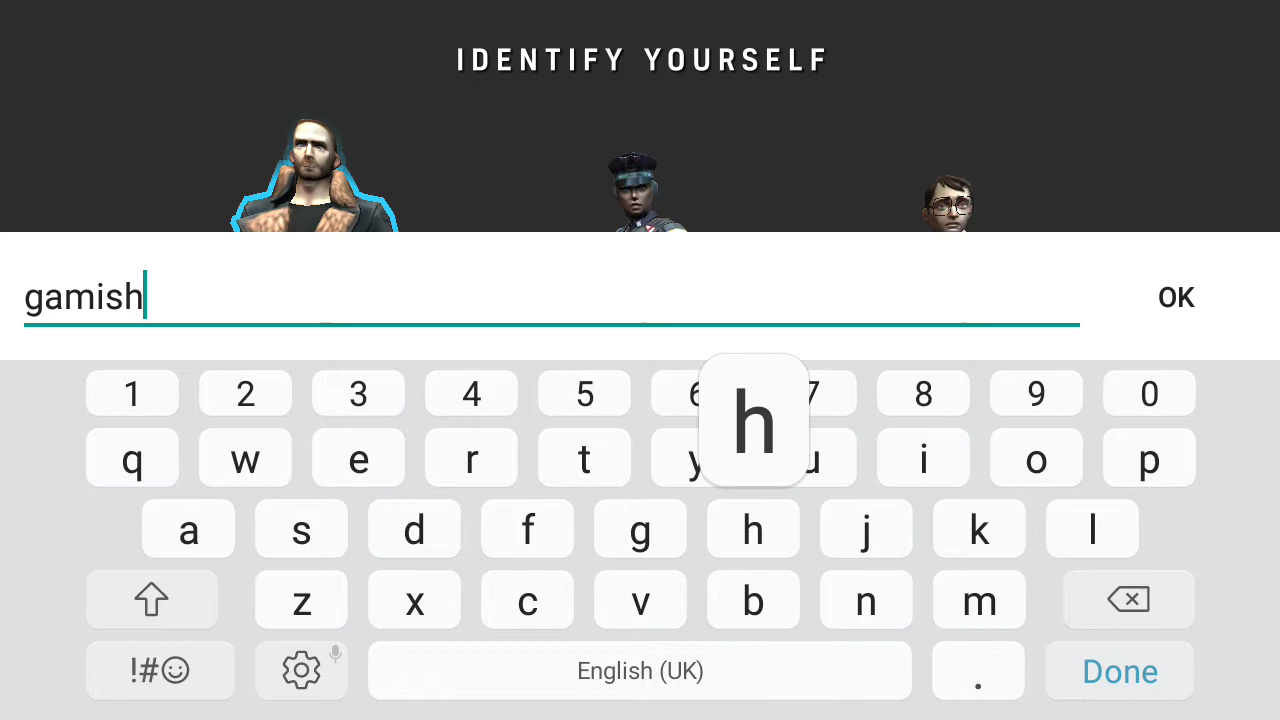 IDENTIFY YOURSELF
gamish
OK
1 2 3 4 5 6 7 8 9 0
h
q w e r t y u i o p
a s d f g h j k l
z x c v b n m
!#☺ English (UK) . Done